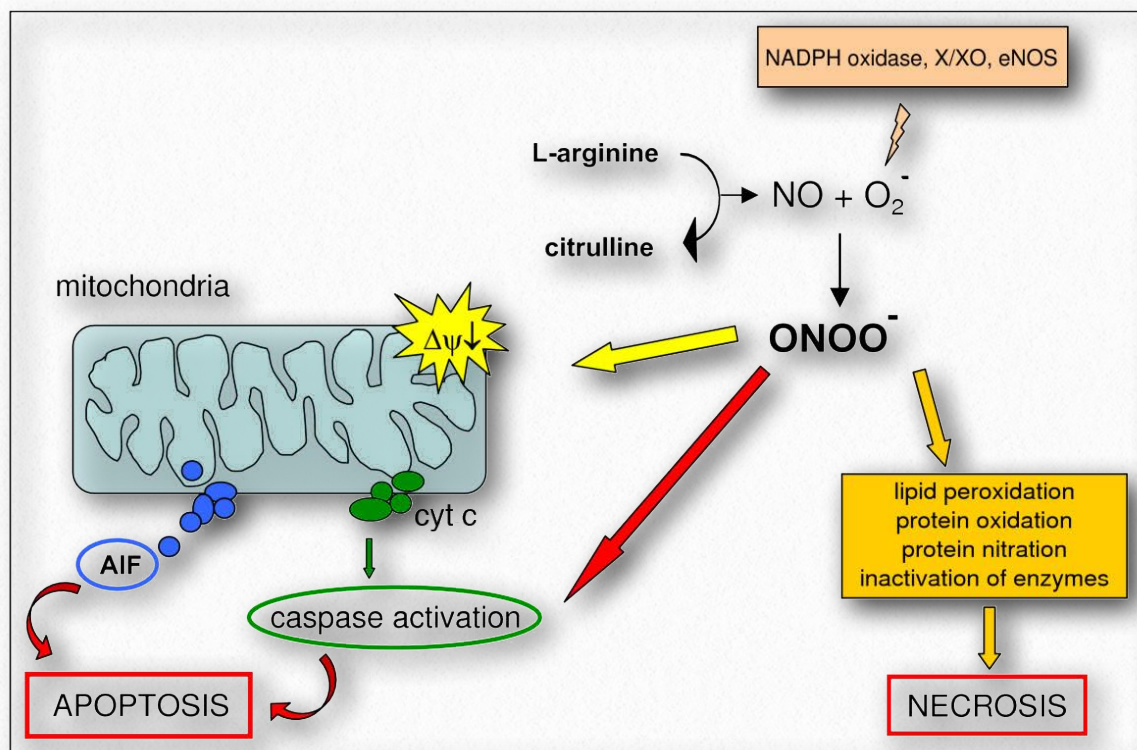 NADPH oxidase, X/XO, eNOS
L-arginine
NO + O₂⁻
citrulline
mitochondria
Δψ↓
ONOO⁻
cyt c
lipid peroxidation
protein oxidation
protein nitration
inactivation of enzymes
AIF
caspase activation
APOPTOSIS
NECROSIS